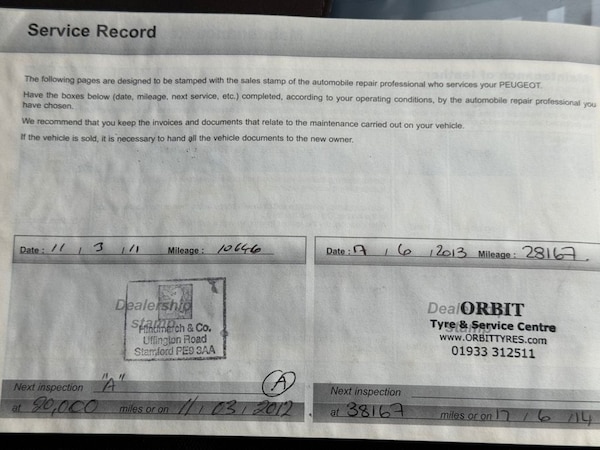 Service Record
The following pages are designed to be stamped with the sales stamp of the automobile repair professional who services your PEUGEOT.
Have the boxes below (date, mileage, next service, etc.) completed, according to your operating conditions, by the automobile repair professional you
have chosen.
We recommend that you keep the invoices and documents that relate to the maintenance carried out on your vehicle.
If the vehicle is sold, it is necessary to hand all the vehicle documents to the new owner.
Date : 11 / 3 / 11 Mileage : 10646
Dealership
stamp
& Co.
Uffington Road
Stamford PE9 3AA
Next inspection "A" A
at 20,000 miles or on 11 / 03 / 2012
Date : 17 / 6 / 2013 Mileage : 28167.
ORBIT
Tyre & Service Centre
www.ORBITTYRES.com
01933 312511
Next inspection
at 38167 miles or on 17 / 6 / 14